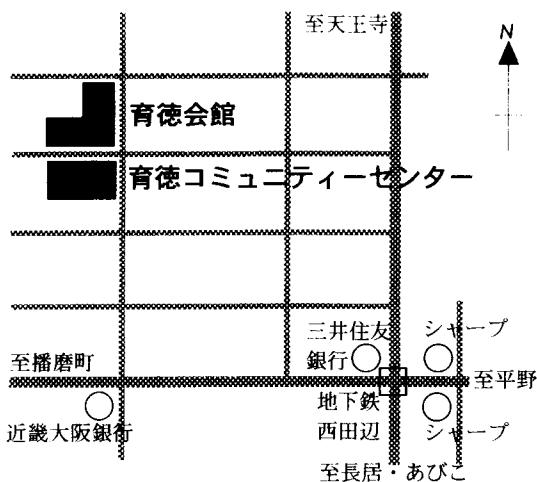 至天王寺
N
育徳会館
育徳コミュニティーセンター
三井住友
銀行
シャープ
至播磨町
至平野
地下鉄
西田辺
近畿大阪銀行
シャープ
至長居・あびこ